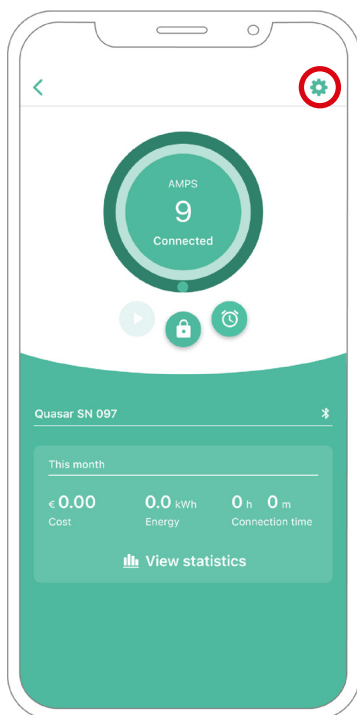 AMPS
9
Connected
Quasar SN 097
This month
€ 0.00 0.0 kWh 0 h 0 m
Cost Energy Connection time
View statistics